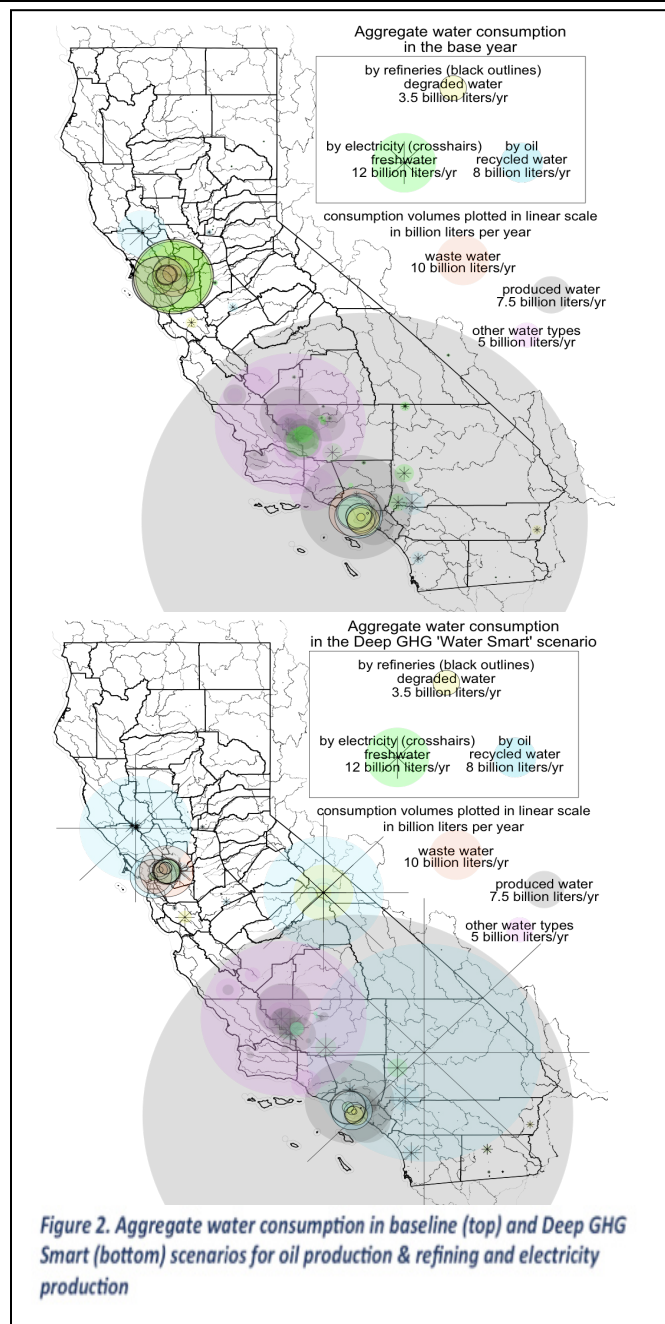 Aggregate water consumption
in the base year
by refineries (black outlines)
degraded water
3.5 billion liters/yr
by electricity (crosshairs)
freshwater
12 billion liters/yr
by oil
recycled water
8 billion liters/yr
consumption volumes plotted in linear scale
in billion liters per year
waste water
10 billion liters/yr
produced water
7.5 billion liters/yr
other water types
5 billion liters/yr
Aggregate water consumption
in the Deep GHG 'Water Smart' scenario
by refineries (black outlines)
degraded water
3.5 billion liters/yr
by electricity (crosshairs)
freshwater
12 billion liters/yr
by oil
recycled water
8 billion liters/yr
consumption volumes plotted in linear scale
in billion liters per year
waste water
10 billion liters/yr
produced water
7.5 billion liters/yr
other water types
5 billion liters/yr
Figure 2. Aggregate water consumption in baseline (top) and Deep GHG
Smart (bottom) scenarios for oil production & refining and electricity
production